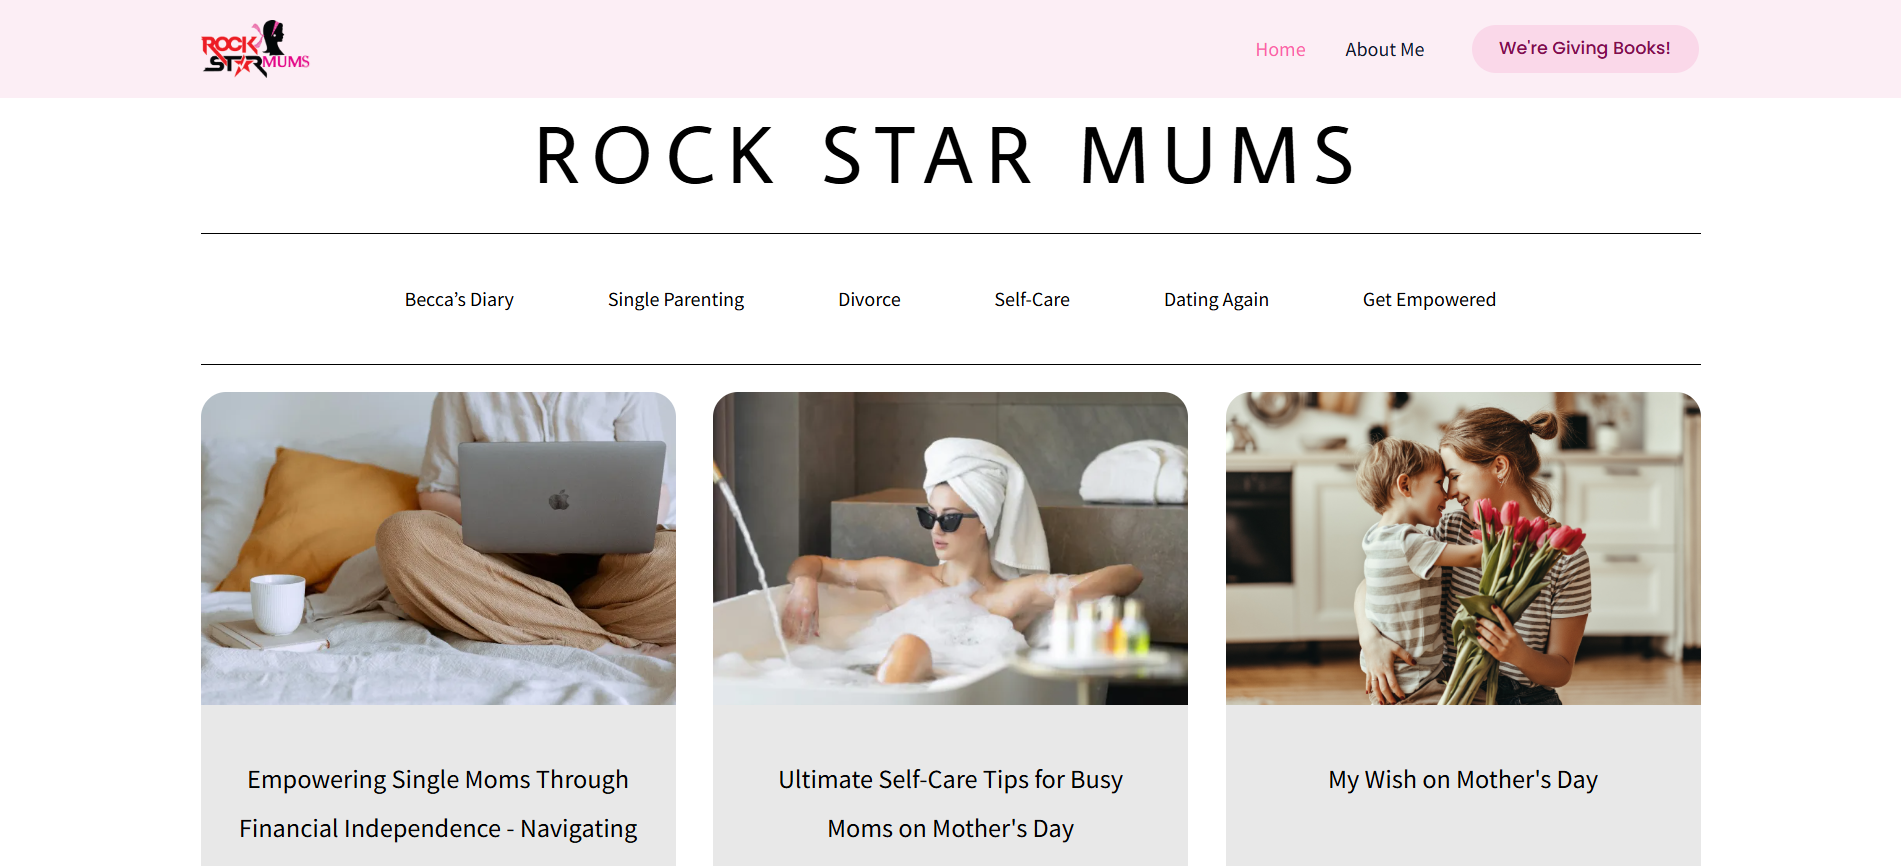 ROCK
STAR MUMS
Home
About Me
We're Giving Books!
ROCK STAR MUMS
Becca’s Diary
Single Parenting
Divorce
Self-Care
Dating Again
Get Empowered
Empowering Single Moms Through
Financial Independence - Navigating
Ultimate Self-Care Tips for Busy
Moms on Mother's Day
My Wish on Mother's Day